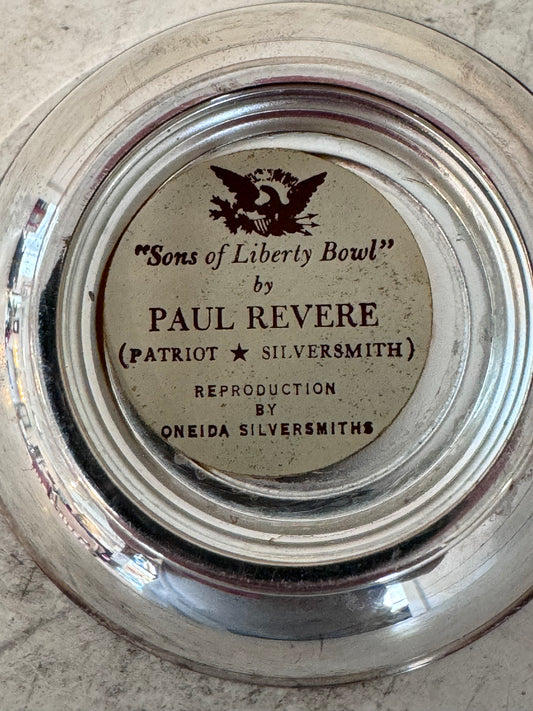 "Sons of Liberty Bowl"
by
PAUL REVERE
(PATRIOT ★ SILVERSMITH)
REPRODUCTION
BY
ONEIDA SILVERSMITHS